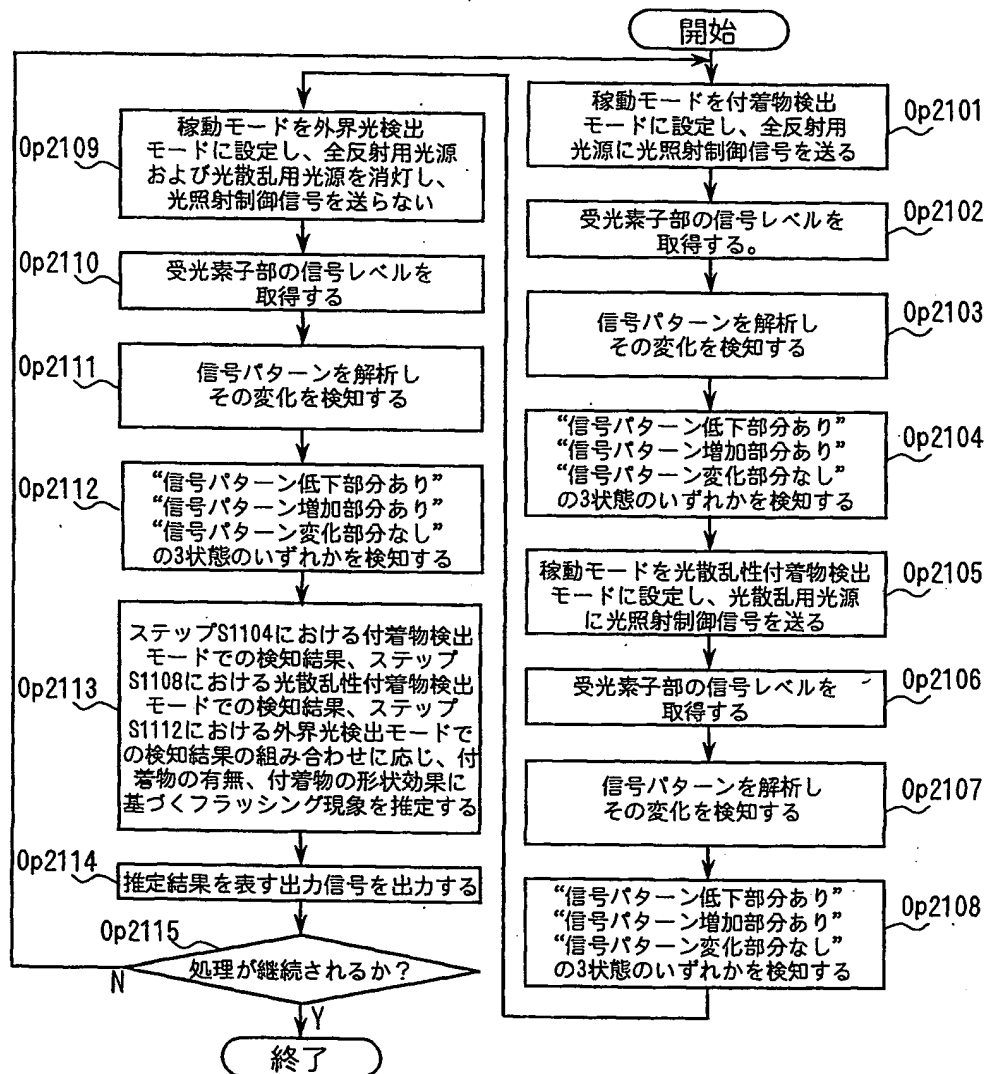 開始
稼動モードを付着物検出
モードに設定し、全反射用
光源に光照射制御信号を送る
Op2101
受光素子部の信号レベルを
取得する。
Op2102
信号パターンを解析し
その変化を検知する
Op2103
“信号パターン低下部分あり”
“信号パターン増加部分あり”
“信号パターン変化部分なし”
の3状態のいずれかを検知する
Op2104
稼動モードを光散乱性付着物検出
モードに設定し、光散乱用光源
に光照射制御信号を送る
Op2105
受光素子部の信号レベルを
取得する
Op2106
信号パターンを解析し
その変化を検知する
Op2107
“信号パターン低下部分あり”
“信号パターン増加部分あり”
“信号パターン変化部分なし”
の3状態のいずれかを検知する
Op2108
Op2109
稼動モードを外界光検出
モードに設定し、全反射用光源
および光散乱用光源を消灯し、
光照射制御信号を送らない
Op2110
受光素子部の信号レベルを
取得する
Op2111
信号パターンを解析し
その変化を検知する
Op2112
“信号パターン低下部分あり”
“信号パターン増加部分あり”
“信号パターン変化部分なし”
の3状態のいずれかを検知する
Op2113
ステップS1104における付着物検出
モードでの検知結果、ステップ
S1108における光散乱性付着物検出
モードでの検知結果、ステップ
S1112における外界光検出モードで
の検知結果の組み合わせに応じ、付
着物の有無、付着物の形状効果に
基づくフラッシング現象を推定する
Op2114
推定結果を表す出力信号を出力する
Op2115
処理が継続されるか？
N
Y
終了